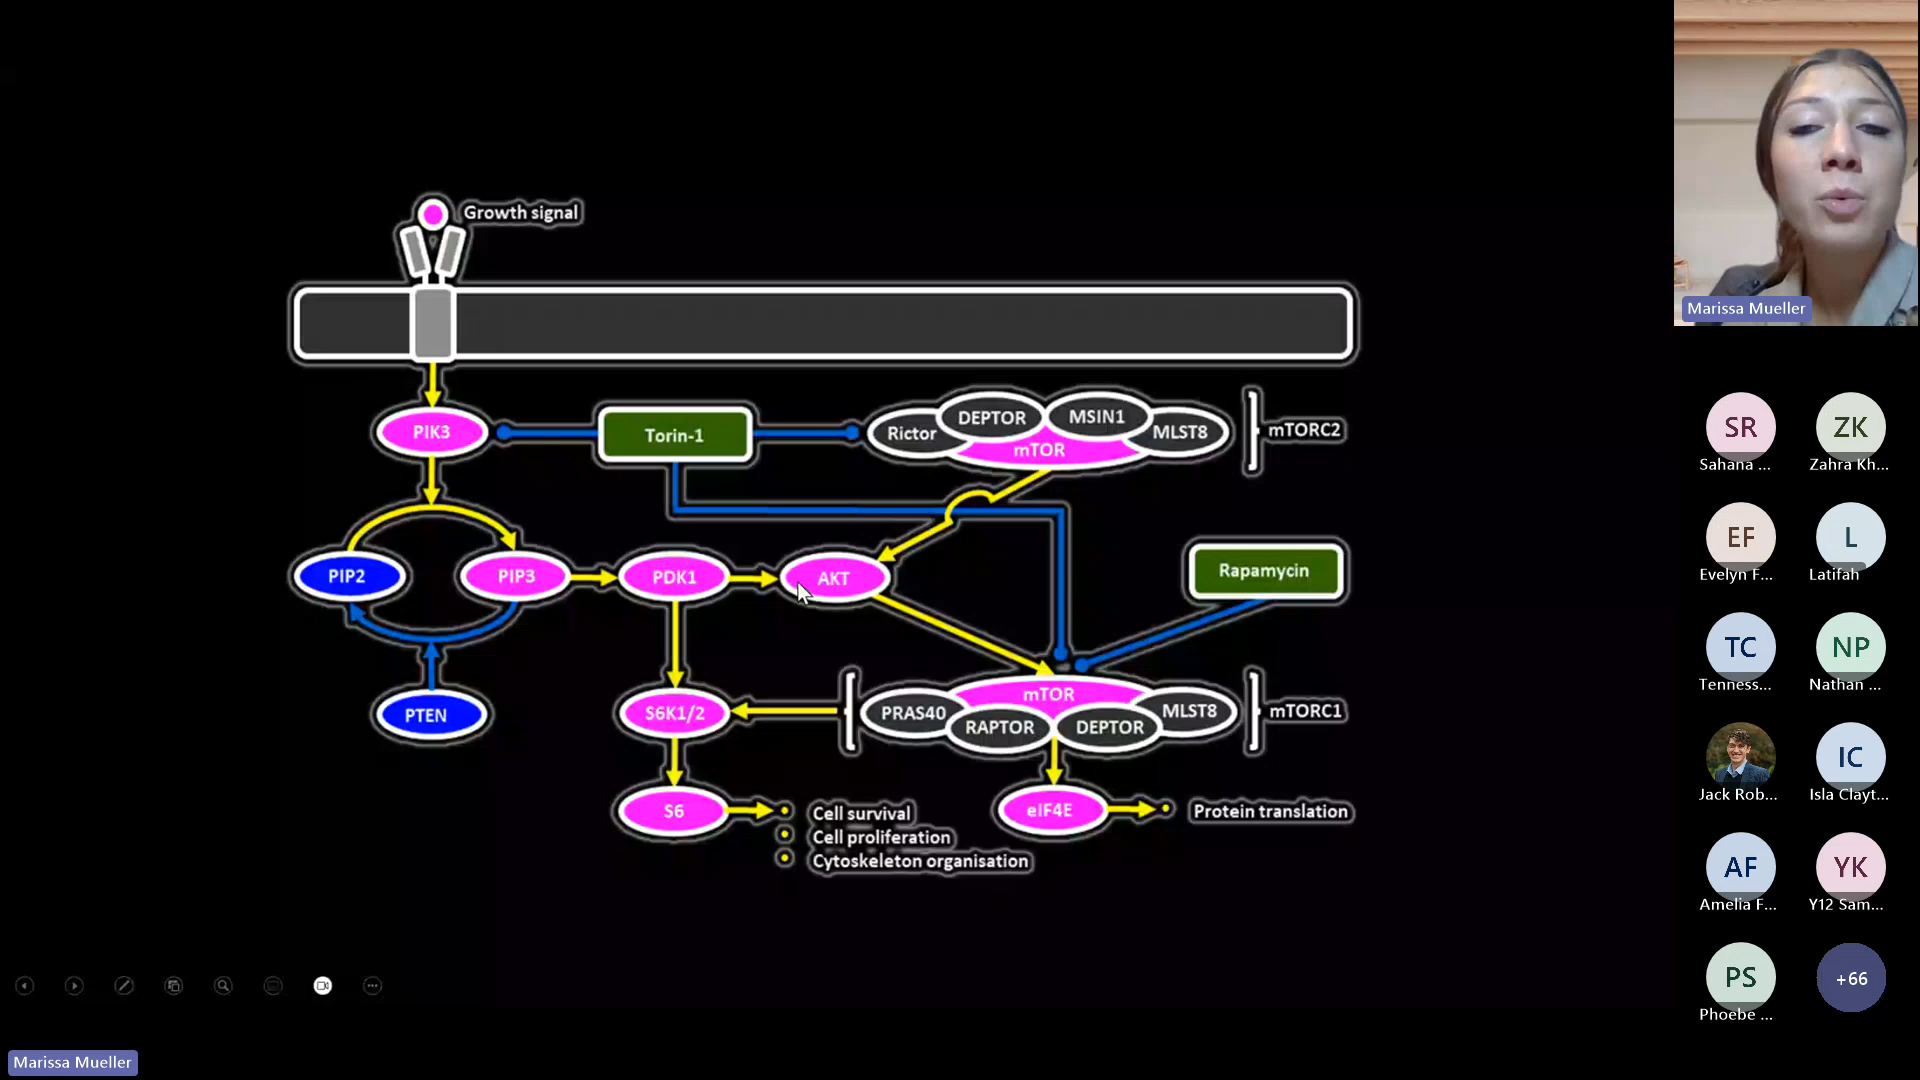 Growth signal
PIK3
Torin-1
Rictor
DEPTOR
MSIN1
MLST8
mTOR
mTORC2
PIP2
PIP3
PDK1
AKT
Rapamycin
PTEN
S6K1/2
PRAS40
mTOR
RAPTOR
DEPTOR
MLST8
mTORC1
S6
Cell survival
Cell proliferation
Cytoskeleton organisation
eIF4E
Protein translation
Marissa Mueller
SR
Sahana ...
ZK
Zahra Kh...
EF
Evelyn F...
L
Latifah
TC
Tenness...
NP
Nathan ...
Jack Rob...
IC
Isla Clayt...
AF
Amelia F...
YK
Y12 Sam...
PS
Phoebe ...
+66
Marissa Mueller